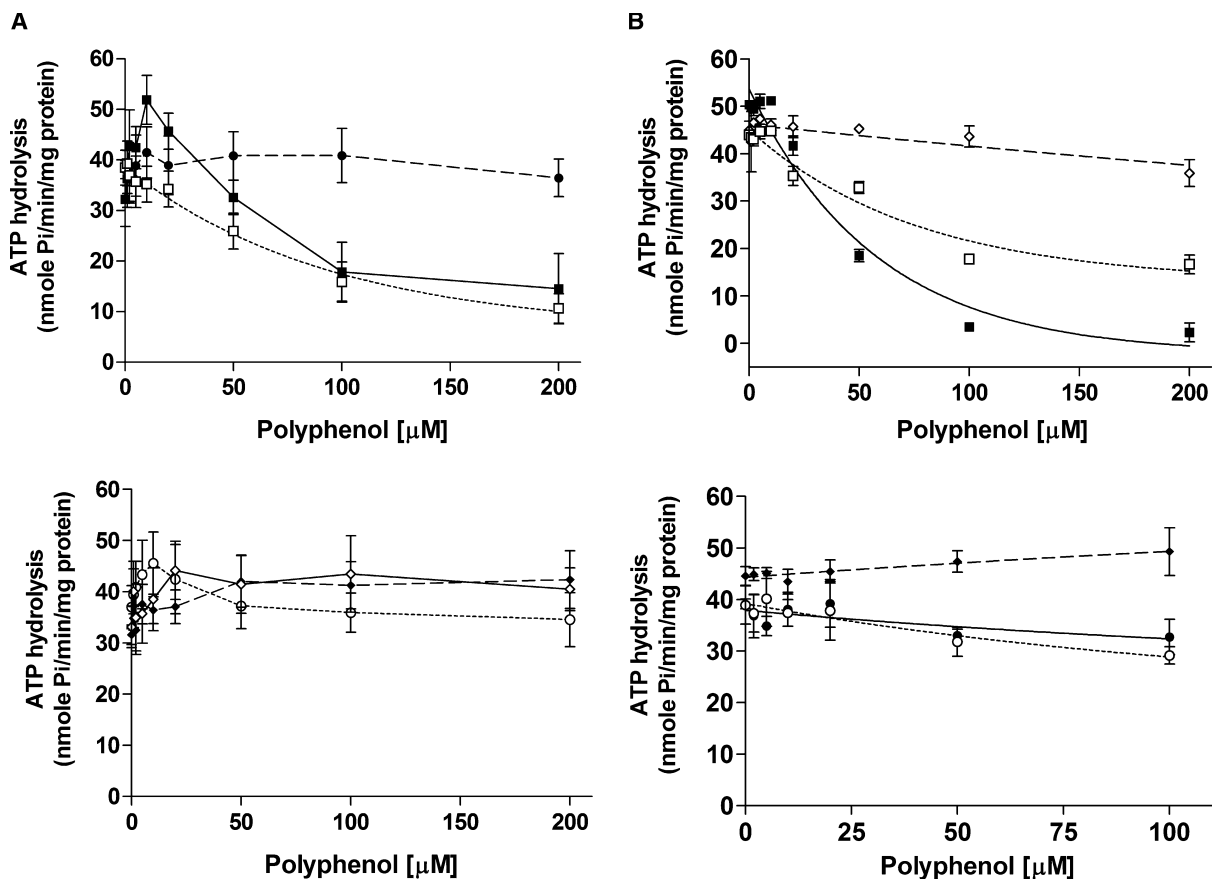 A
ATP hydrolysis
(nmole Pi/min/mg protein)
60
50
40
30
20
10
0
0 50 100 150 200
Polyphenol [μM]
B
ATP hydrolysis
(nmole Pi/min/mg protein)
60
50
40
30
20
10
0
0 50 100 150 200
Polyphenol [μM]
ATP hydrolysis
(nmole Pi/min/mg protein)
60
50
40
30
20
10
0
0 50 100 150 200
Polyphenol [μM]
ATP hydrolysis
(nmole Pi/min/mg protein)
60
50
40
30
20
10
0
0 25 50 75 100
Polyphenol [μM]